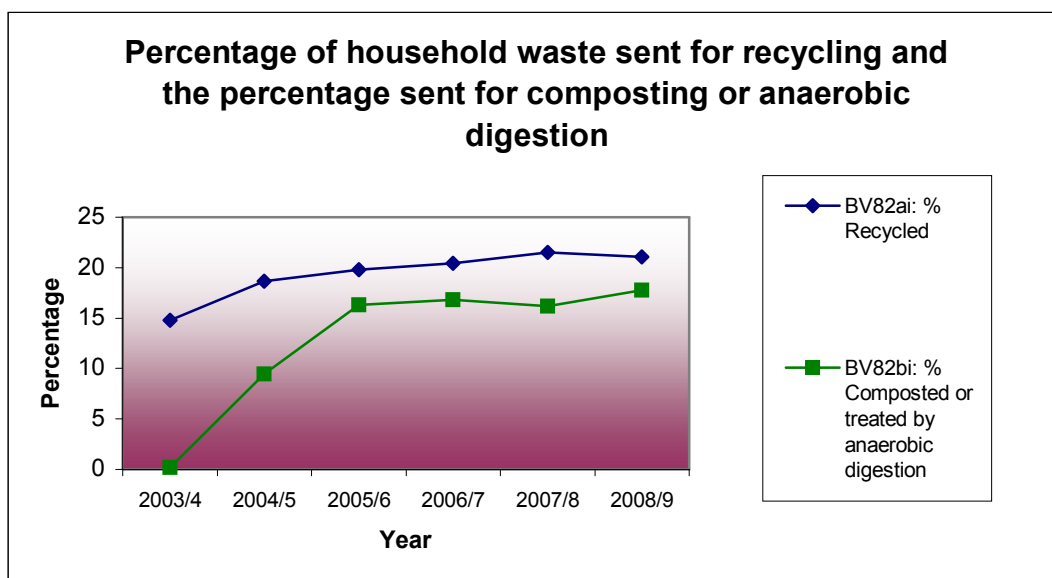 Percentage of household waste sent for recycling and
the percentage sent for composting or anaerobic
digestion
25
20
15
10
5
0
Percentage
2003/4 2004/5 2005/6 2006/7 2007/8 2008/9
Year
BV82ai: %
Recycled
BV82bi: %
Composted or
treated by
anaerobic
digestion